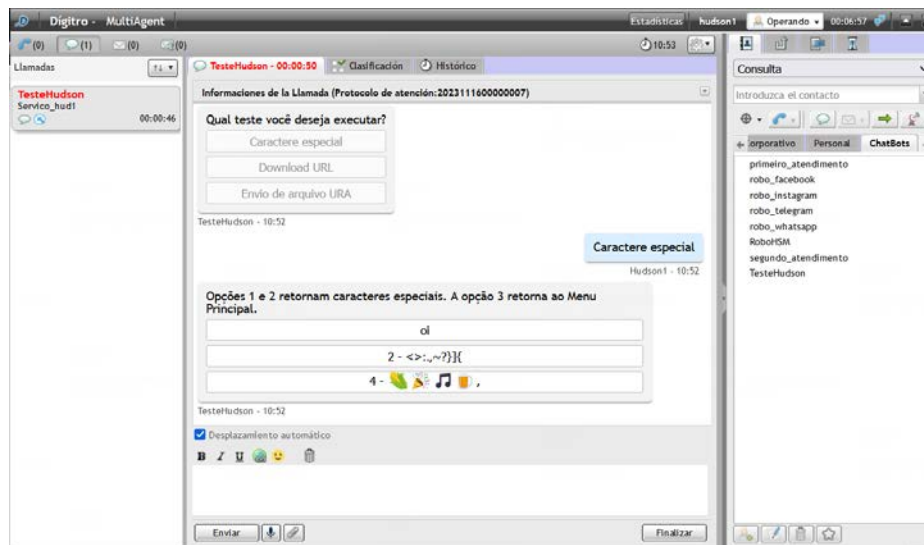 Dígitro - MultiAgent
Estadísticas hudson1 Operando 00:06:57
(0) (1) (0) (0)
10:53
Llamadas
TesteHudson - 00:00:50 Clasificación Histórico
Consulta
TesteHudson
Servico_hud1
00:00:46
Informaciones de la Llamada (Protocolo de atención:2023111600000007)
Introduzca el contacto
Qual teste você deseja executar?
Caractere especial
Download URL
Envio de arquivo URA
TesteHudson - 10:52
Caractere especial
Hudson1 - 10:52
Opções 1 e 2 retornam caracteres especiais. A opção 3 retorna ao Menu
Principal.
oi
2 - <>:.,~?}]{
4 - 🌽 🎉 🎵 🍺 ,
TesteHudson - 10:52
orporativo Personal ChatBots
primeiro_atendimento
robo_facebook
robo_instagram
robo_telegram
robo_whatsapp
RoboHSM
segundo_atendimento
TesteHudson
Desplazamiento automático
B I U
Enviar
Finalizar